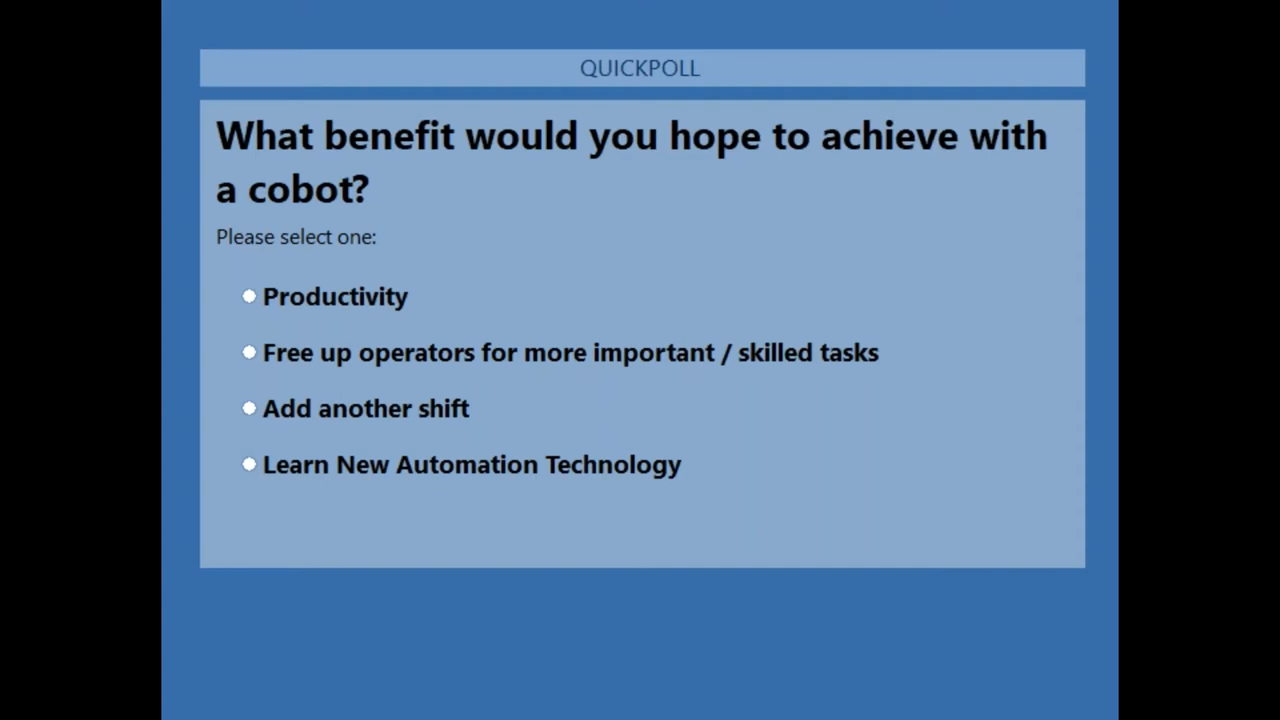 QUICKPOLL
What benefit would you hope to achieve with
a cobot?
Please select one:
Productivity
Free up operators for more important / skilled tasks
Add another shift
Learn New Automation Technology